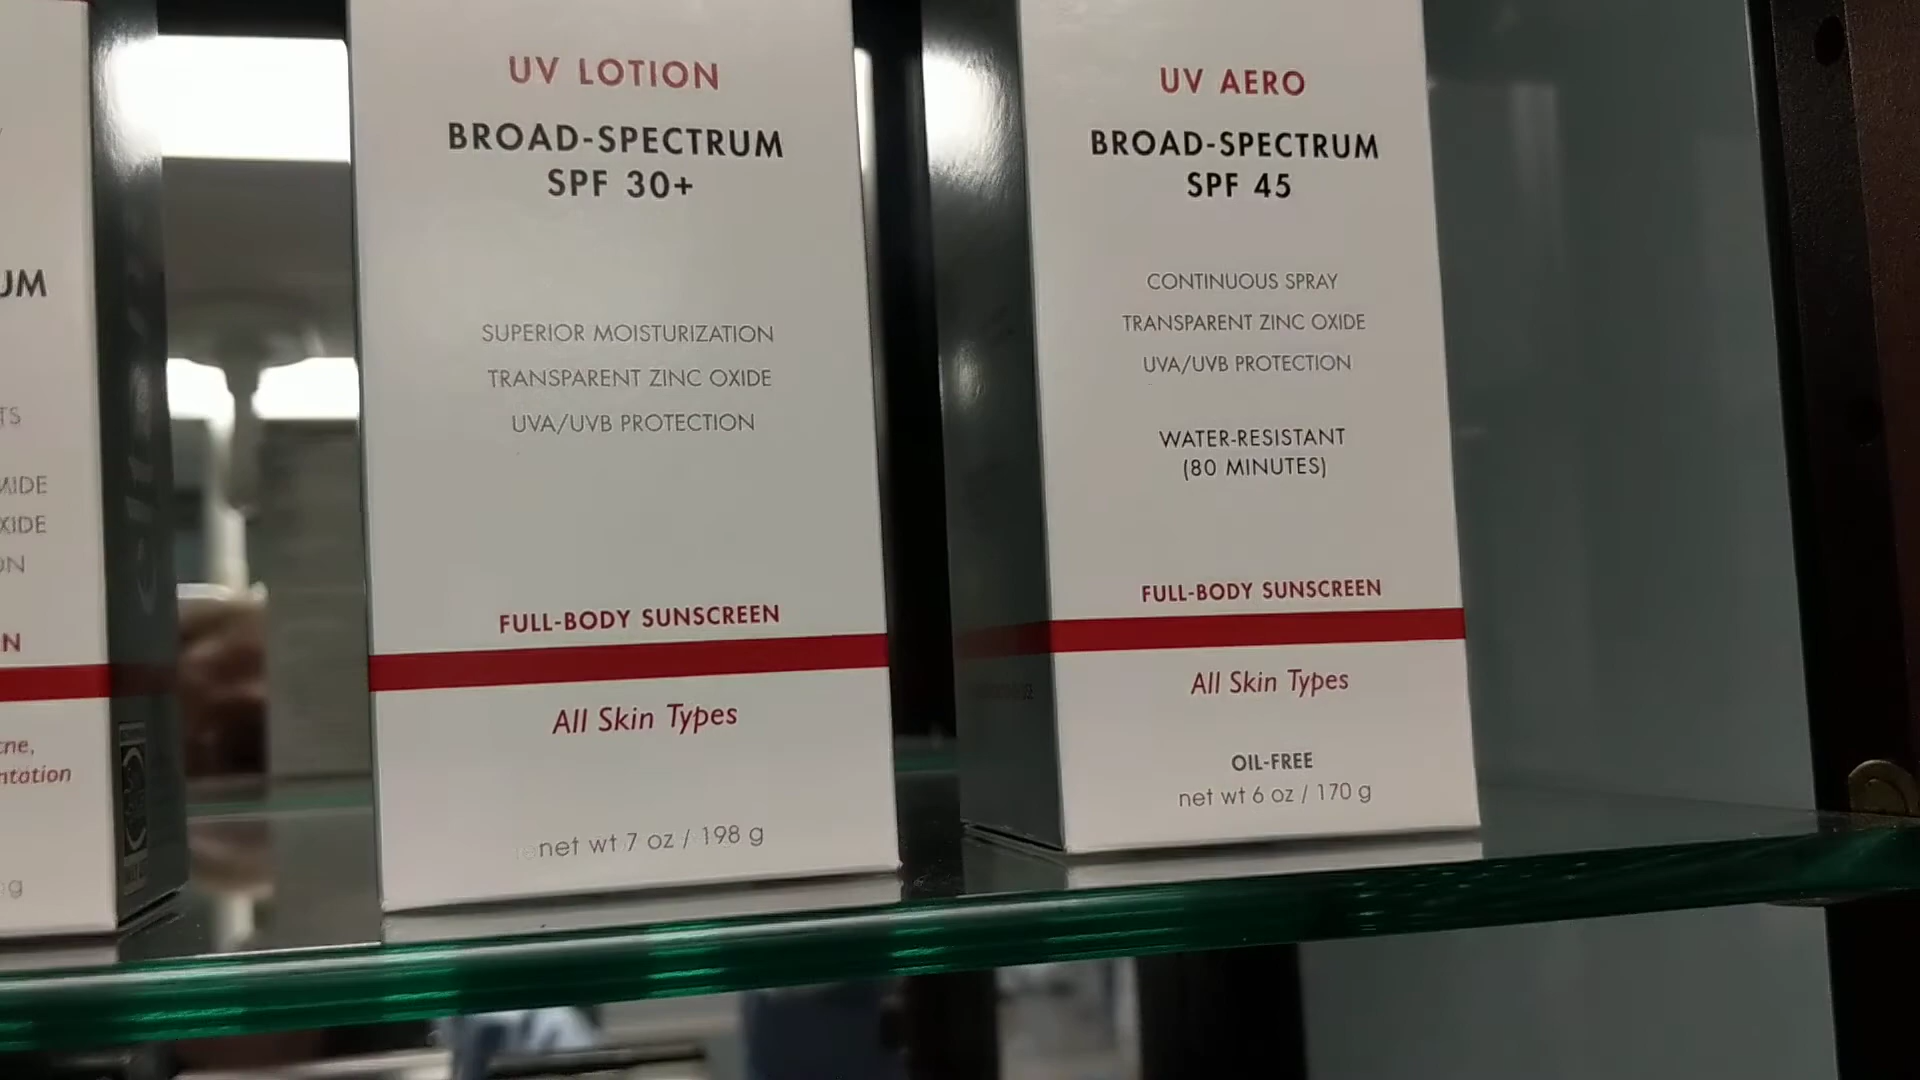 UV LOTION
BROAD-SPECTRUM
SPF 30+
SUPERIOR MOISTURIZATION
TRANSPARENT ZINC OXIDE
UVA/UVB PROTECTION
FULL-BODY SUNSCREEN
All Skin Types
net wt 7 oz / 198 g
UV AERO
BROAD-SPECTRUM
SPF 45
CONTINUOUS SPRAY
TRANSPARENT ZINC OXIDE
UVA/UVB PROTECTION
WATER-RESISTANT
(80 MINUTES)
FULL-BODY SUNSCREEN
All Skin Types
OIL-FREE
net wt 6 oz / 170 g